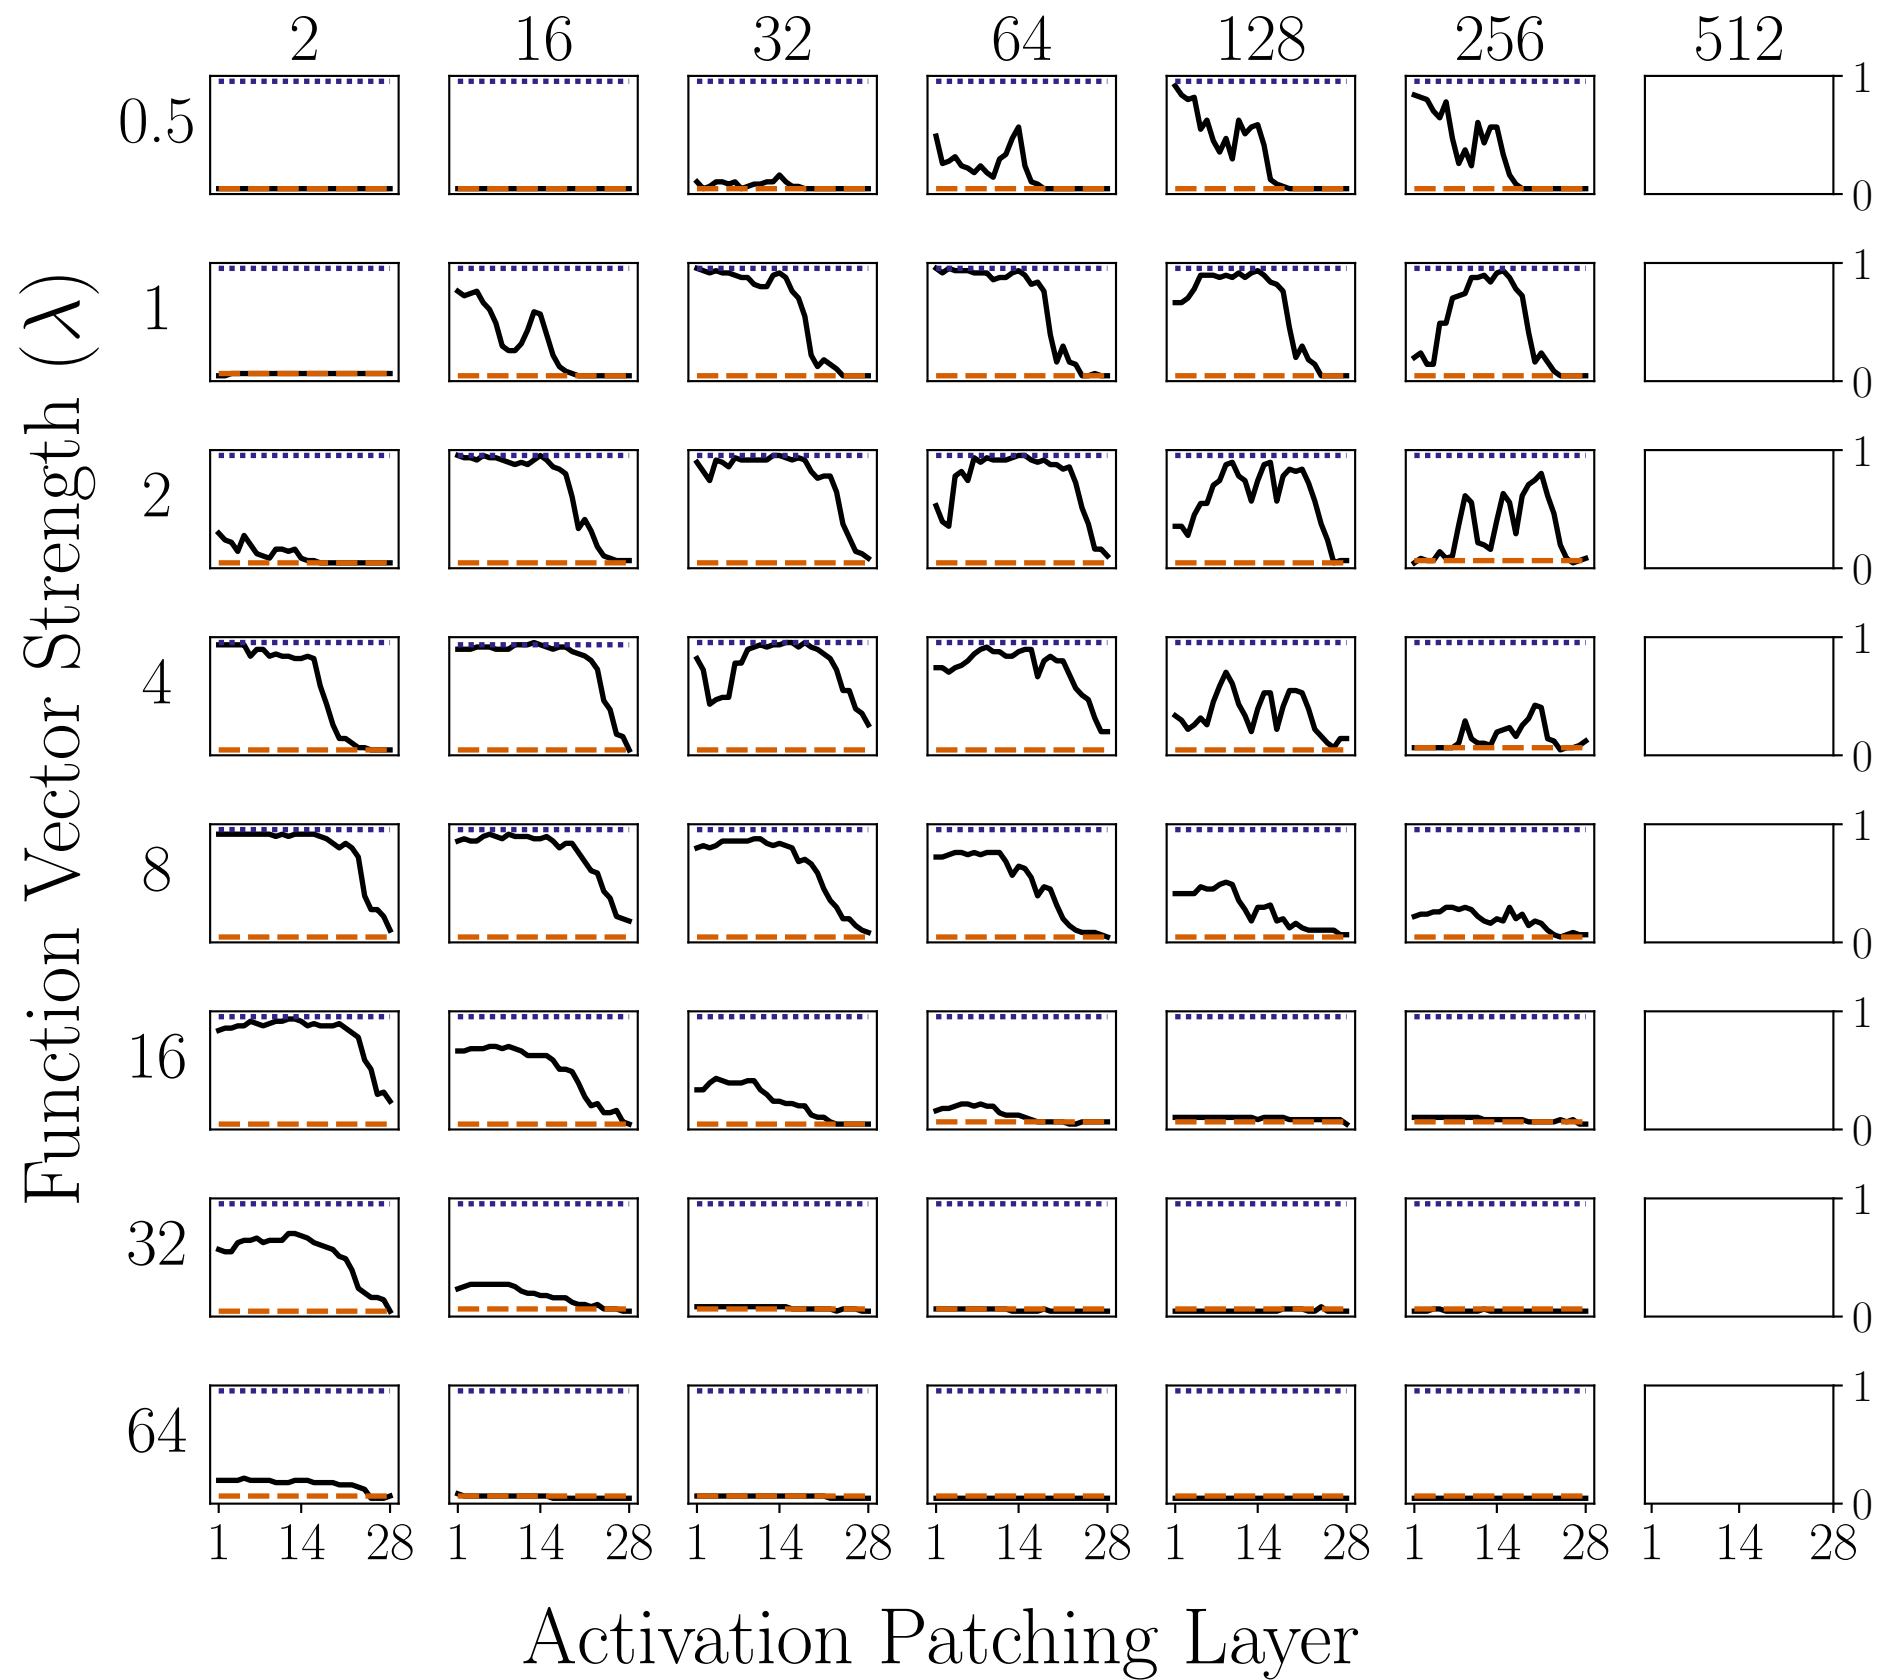 2 16 32 64 128 256 512
0.5 1 0
1 1 0
2 1 0
4 1 0
8 1 0
16 1 0
32 1 0
64 1 0
1 14 28 1 14 28 1 14 28 1 14 28 1 14 28 1 14 28 1 14 28
Activation Patching Layer
Function Vector Strength (λ)